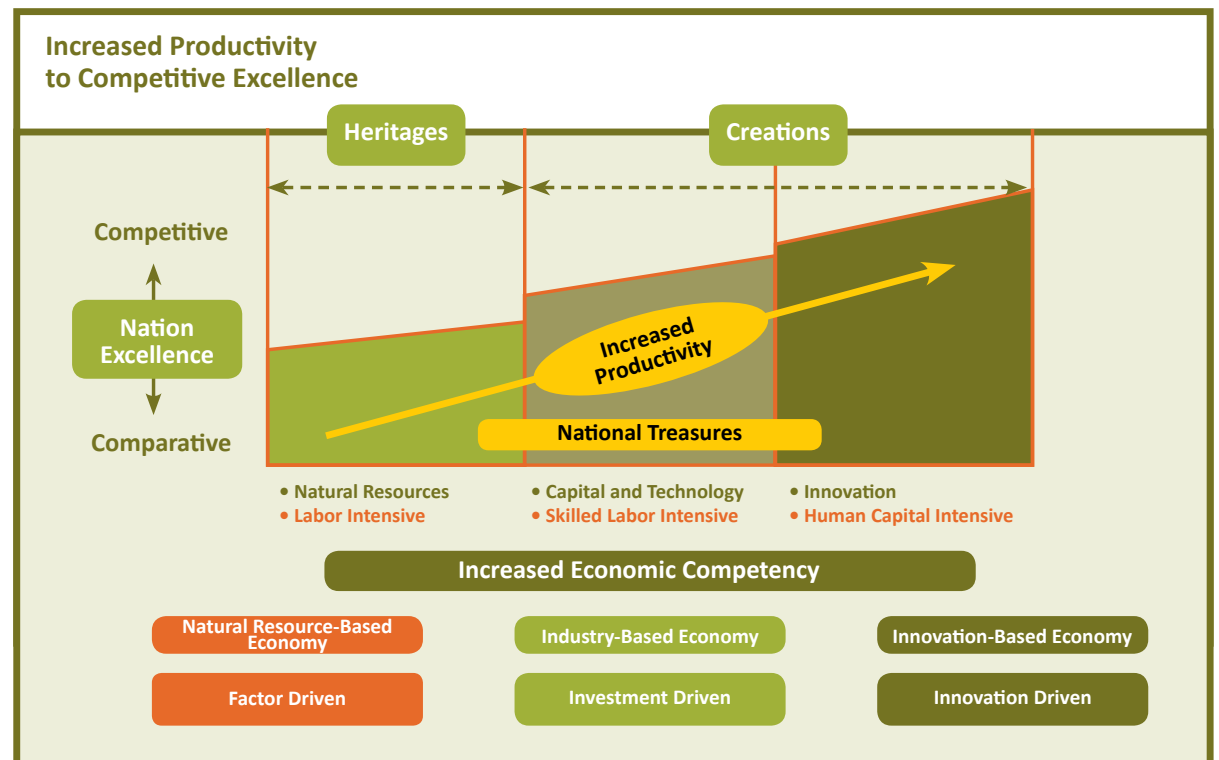 Increased Productivity
to Competitive Excellence
Heritages
Creations
Competitive
Nation
Excellence
Comparative
Increased
Productivity
National Treasures
• Natural Resources
• Labor Intensive
• Capital and Technology
• Skilled Labor Intensive
• Innovation
• Human Capital Intensive
Increased Economic Competency
Natural Resource-Based
Economy
Industry-Based Economy
Innovation-Based Economy
Factor Driven
Investment Driven
Innovation Driven